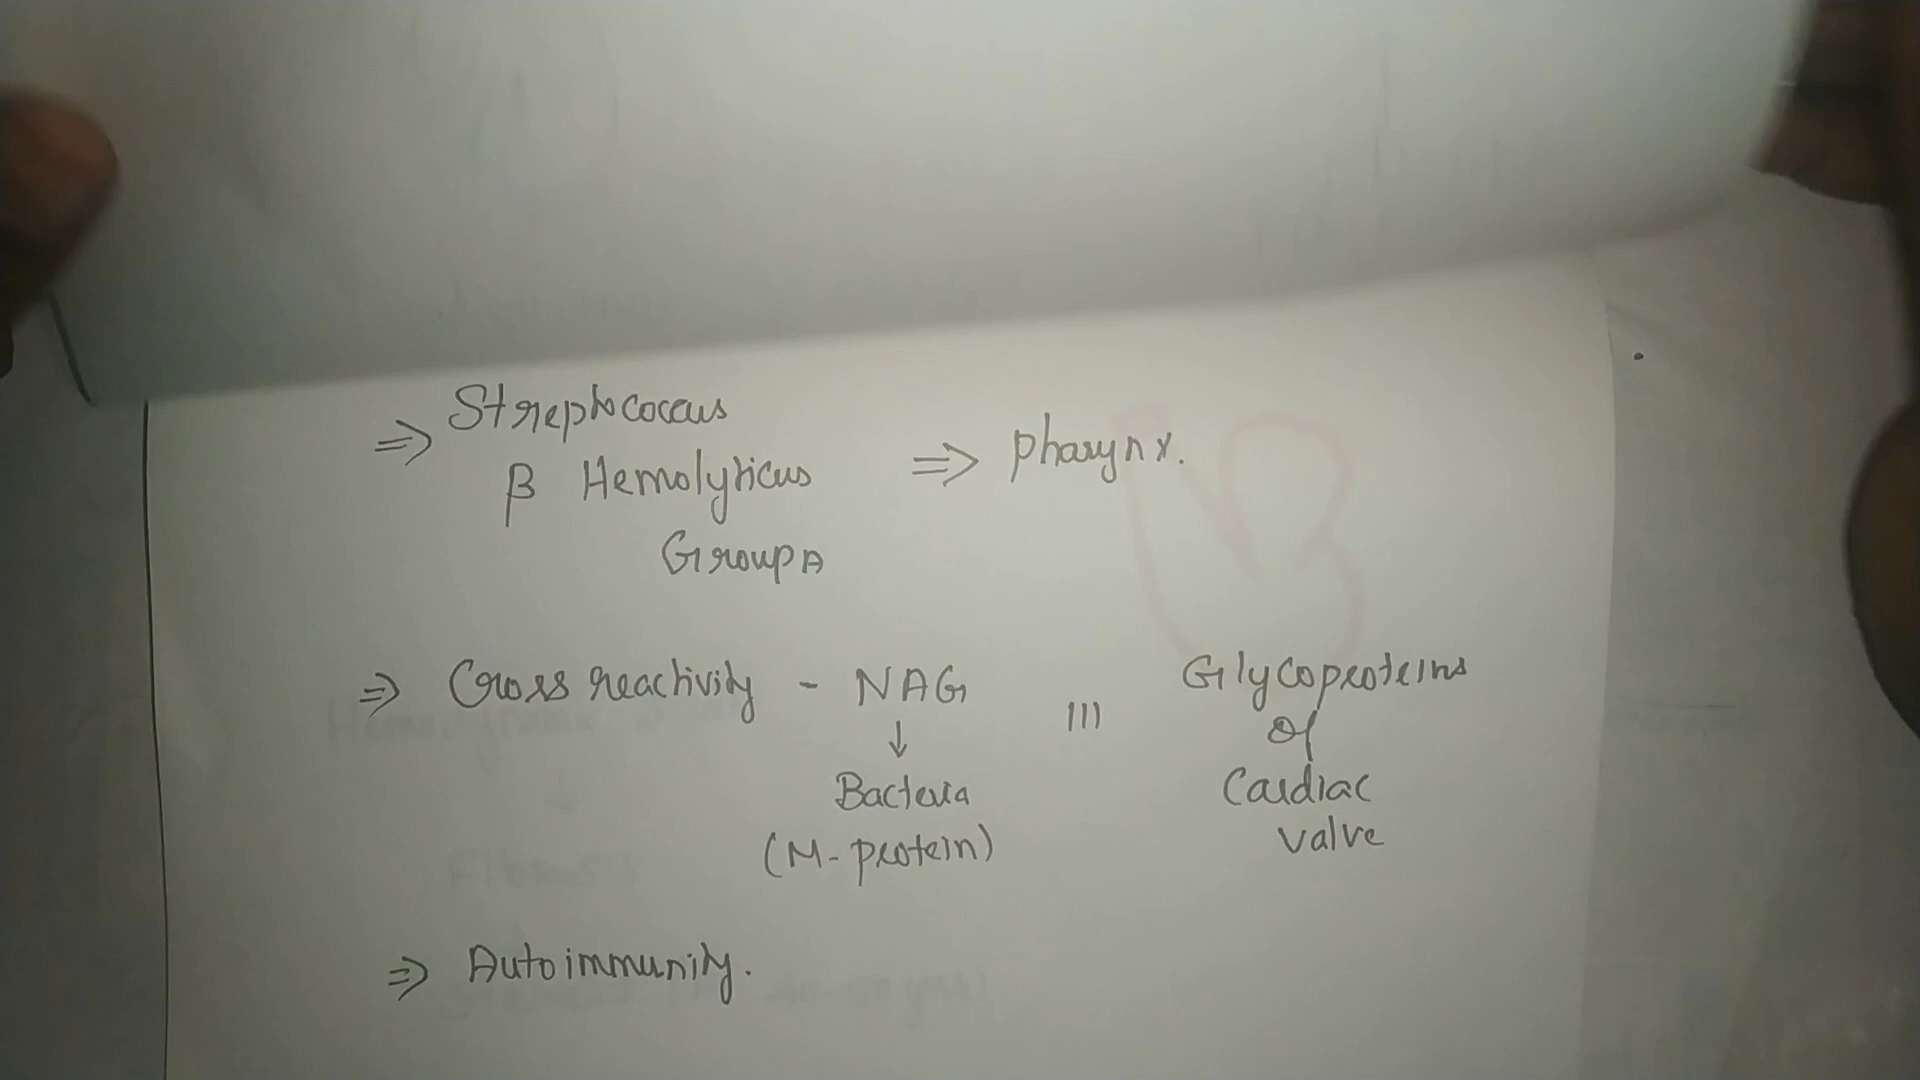 ⇒ Streptococcus
β Hemolyticus ⇒ pharynx.
Group A
⇒ Cross reactivity - NAG ||| Glycoproteins
↓ of
Bacteria Cardiac
(M-protein) valve
⇒ Autoimmunity.